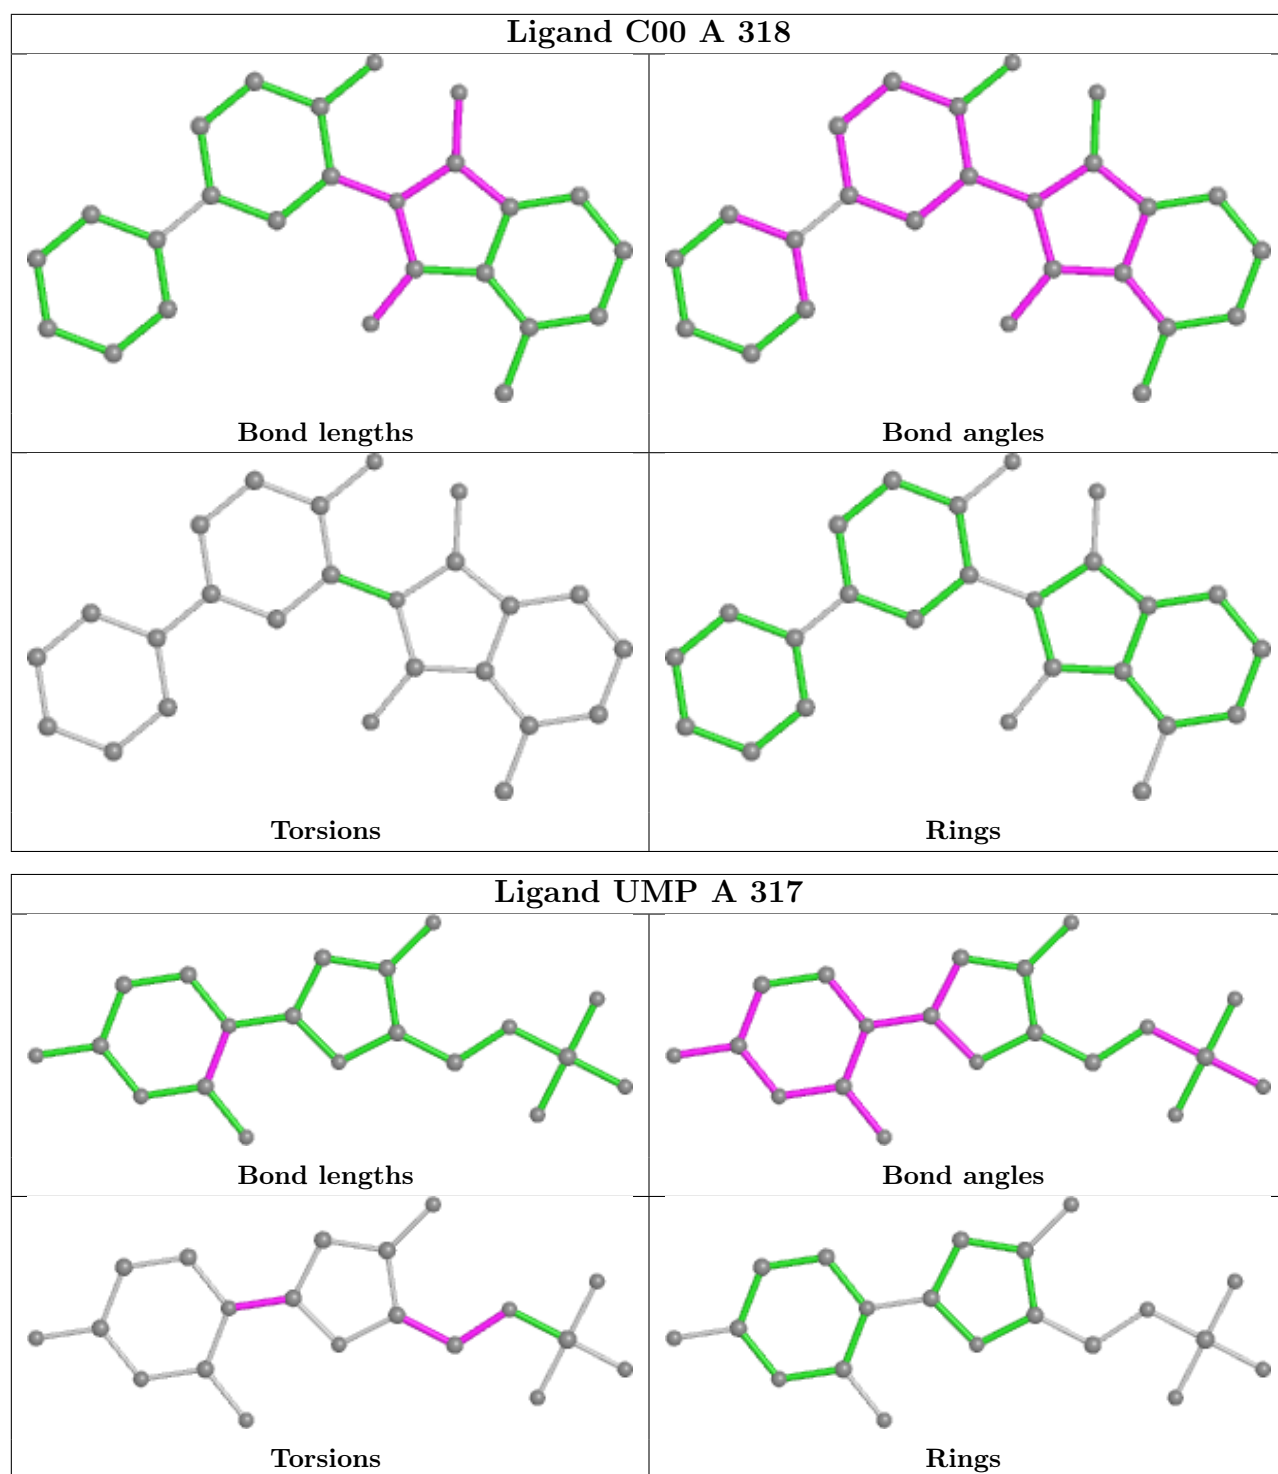 Ligand C00 A 318
Bond lengths
Bond angles
Torsions
Rings
Ligand UMP A 317
Bond lengths
Bond angles
Torsions
Rings